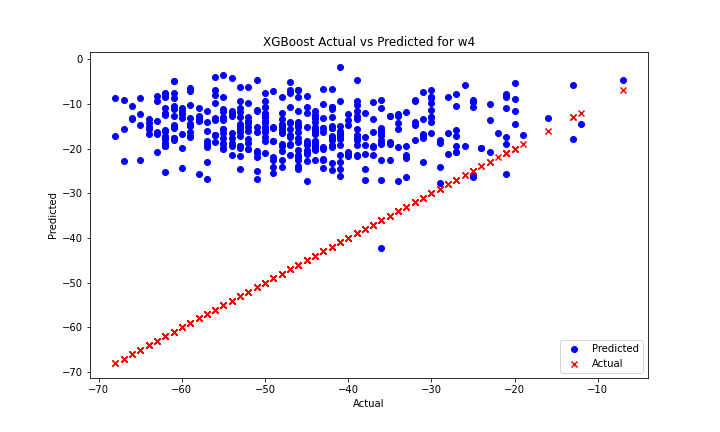 XGBoost Actual vs Predicted for w4
0
−10
−20
−30
−40
−50
−60
−70
Predicted
−70 −60 −50 −40 −30 −20 −10
Actual
Predicted
Actual